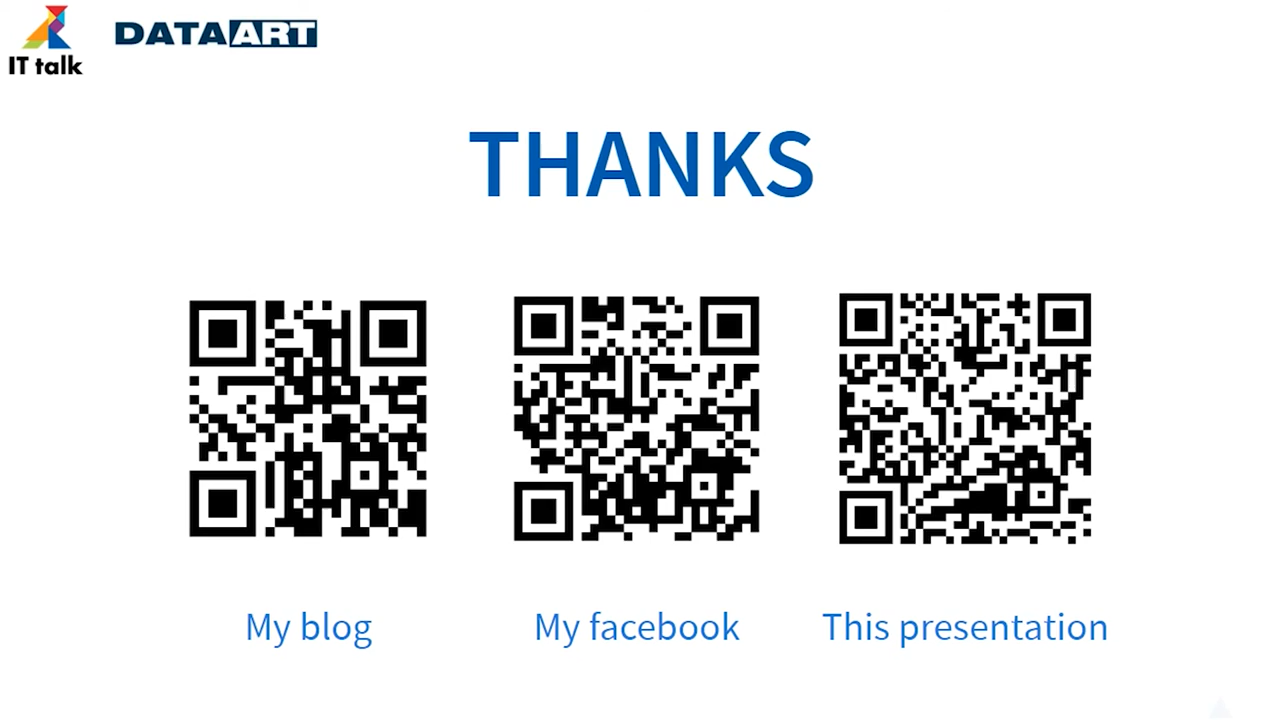 IT talk
DATAART
THANKS
My blog
My facebook
This presentation